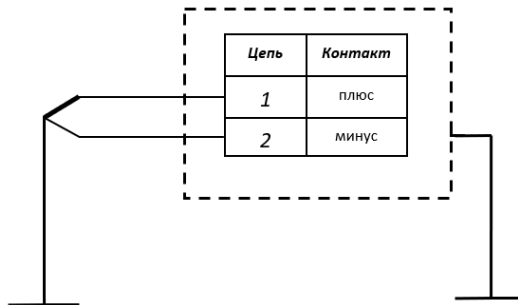 Цепь Контакт
1 плюс
2 минус